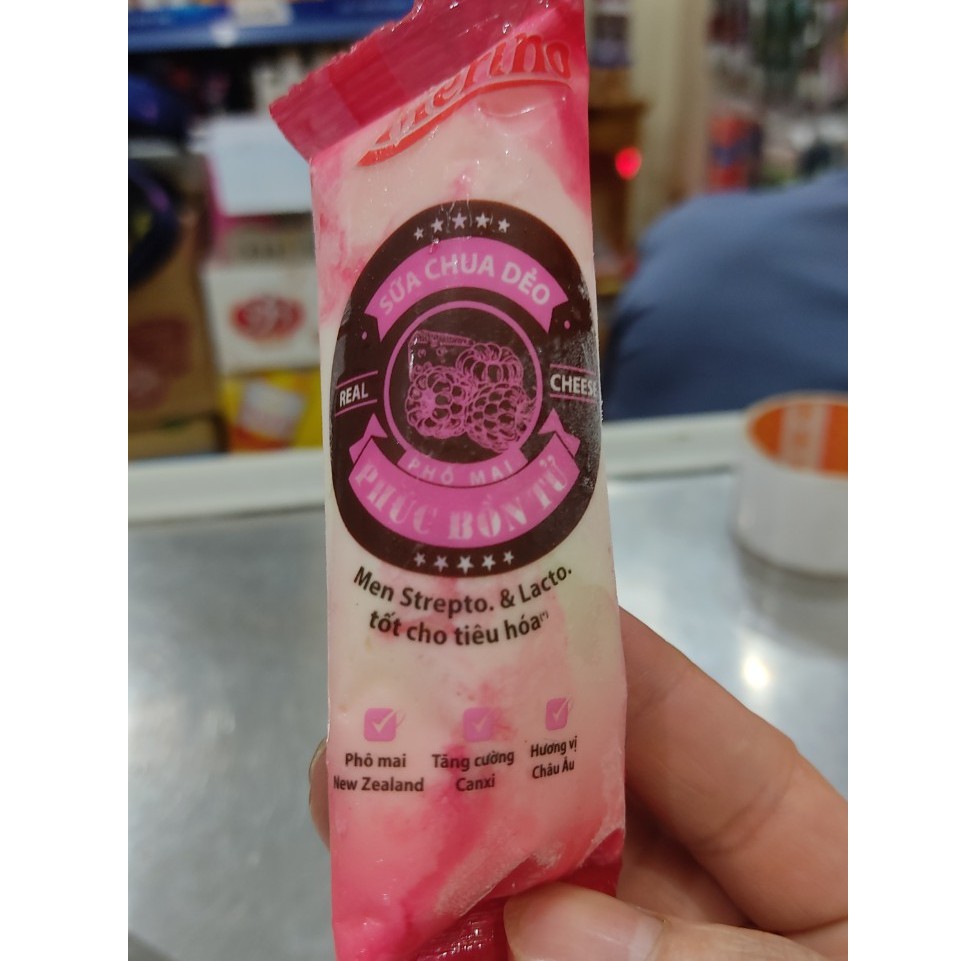 Merino
SỮA CHUA DẺO
REAL
CHEESE
PHÔ MAI
PHÚC BỒN TỬ
Men Strepto. & Lacto.
tốt cho tiêu hóa(*)
Phô mai
New Zealand
Tăng cường
Canxi
Hương vị
Châu Âu